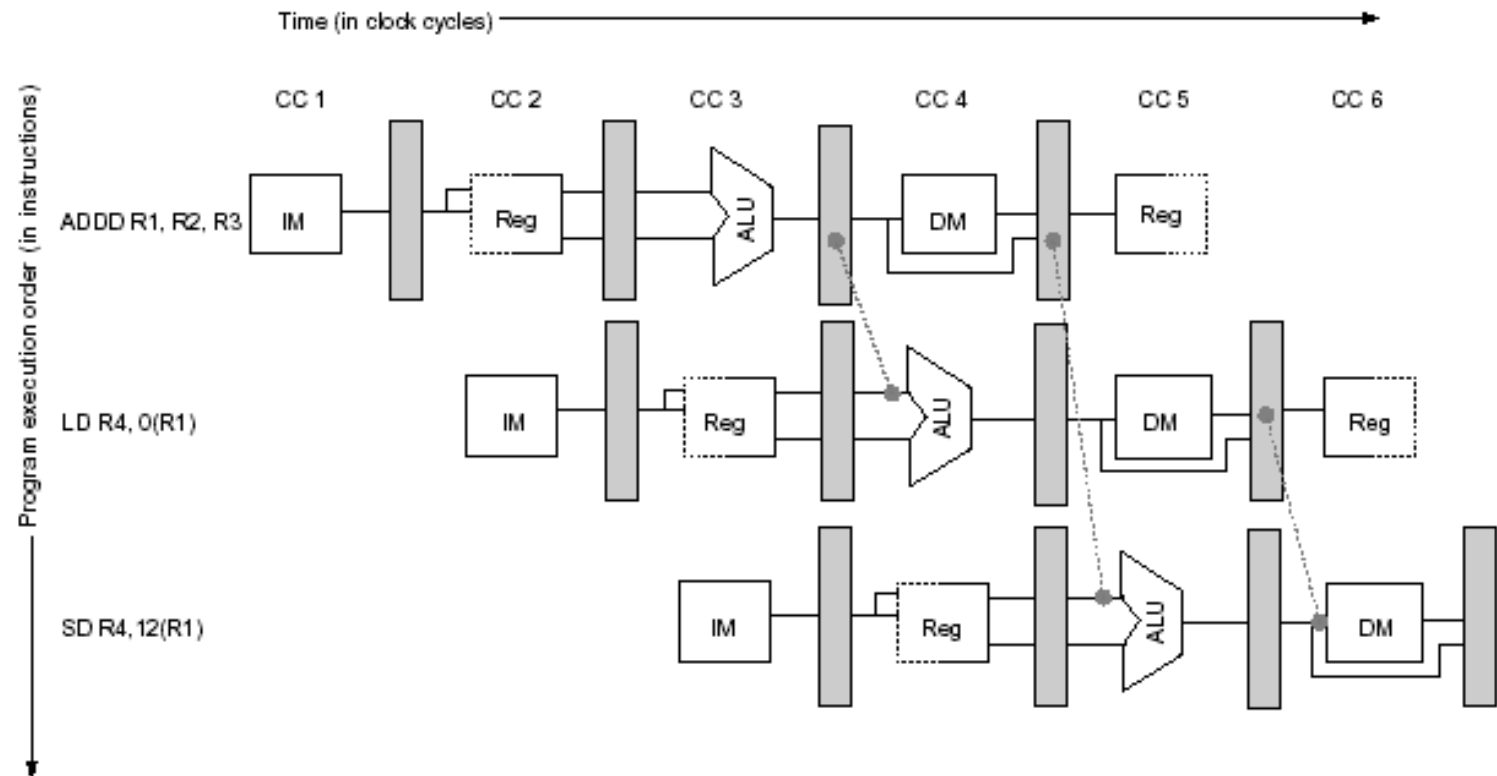 Time (in clock cycles)
Program execution order (in instructions)
CC 1 CC 2 CC 3 CC 4 CC 5 CC 6
ADDD R1, R2, R3 IM Reg ALU DM Reg
LD R4, 0(R1) IM Reg ALU DM Reg
SD R4, 12(R1) IM Reg ALU DM